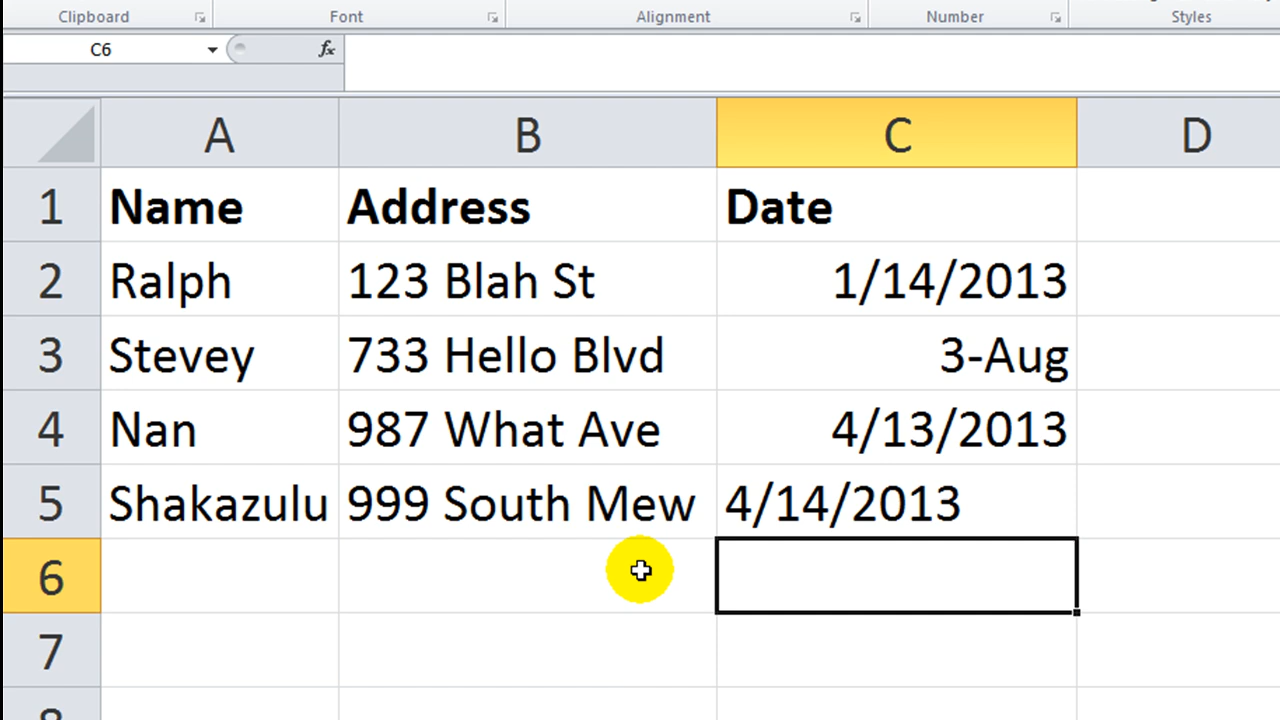 Clipboard Font Alignment Number Styles
C6 fx
A B C D
1 Name Address Date
2 Ralph 123 Blah St 1/14/2013
3 Stevey 733 Hello Blvd 3-Aug
4 Nan 987 What Ave 4/13/2013
5 Shakazulu 999 South Mew 4/14/2013
6
7
8